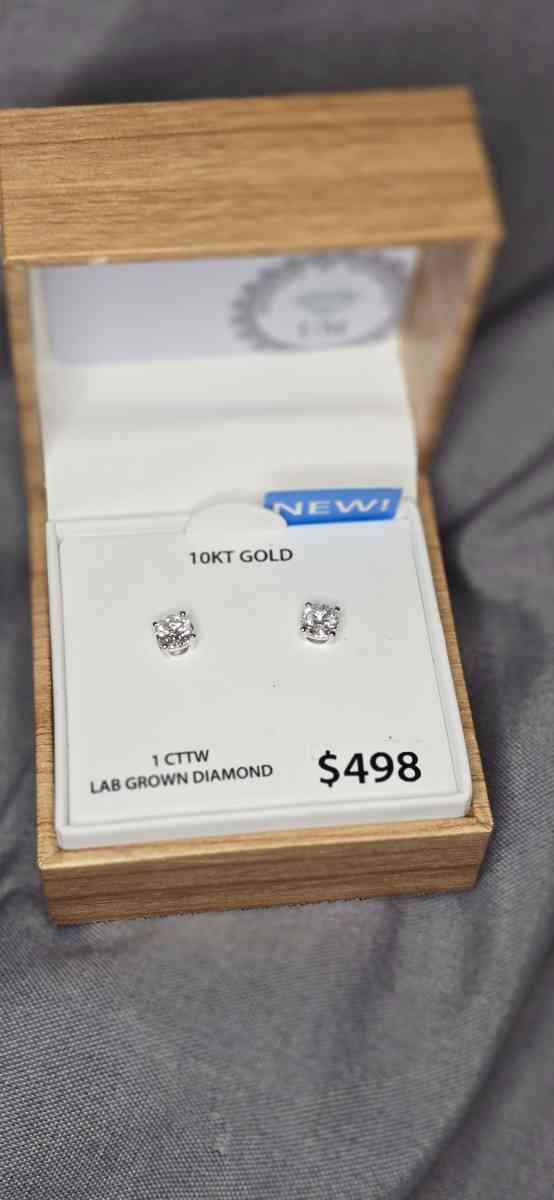 NEW!
10KT GOLD
1 CTTW
LAB GROWN DIAMOND
$498